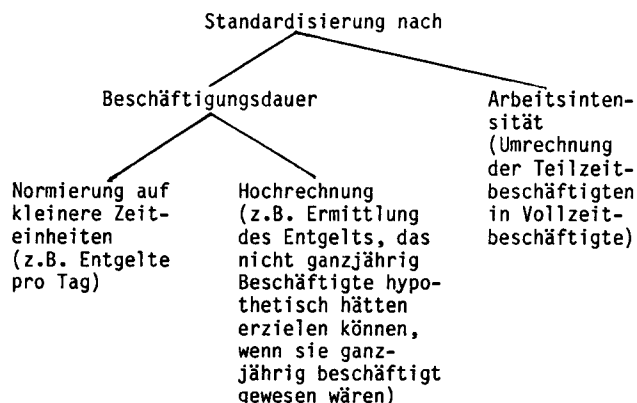 Standardisierung nach
Beschäftigungsdauer
Arbeitsinten-
sität
(Umrechnung
der Teilzeit-
beschäftigten
in Vollzeit-
beschäftigte)
Normierung auf
kleinere Zeit-
einheiten
(z.B. Entgelte
pro Tag)
Hochrechnung
(z.B. Ermittlung
des Entgelts, das
nicht ganzjährig
Beschäftigte hypo-
thetisch hätten
erzielen können,
wenn sie ganz-
jährig beschäftigt
gewesen wären)